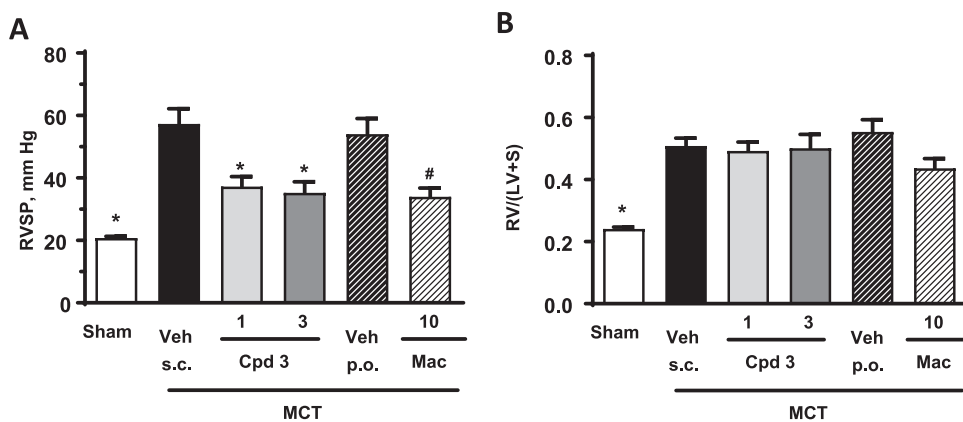 A
RVSP, mm Hg
80
60
40
20
0
*
*
*
#
Sham
Veh
s.c.
1
3
Cpd 3
Veh
p.o.
10
Mac
MCT
B
RV/(LV+S)
0.8
0.6
0.4
0.2
0.0
*
Sham
Veh
s.c.
1
3
Cpd 3
Veh
p.o.
10
Mac
MCT